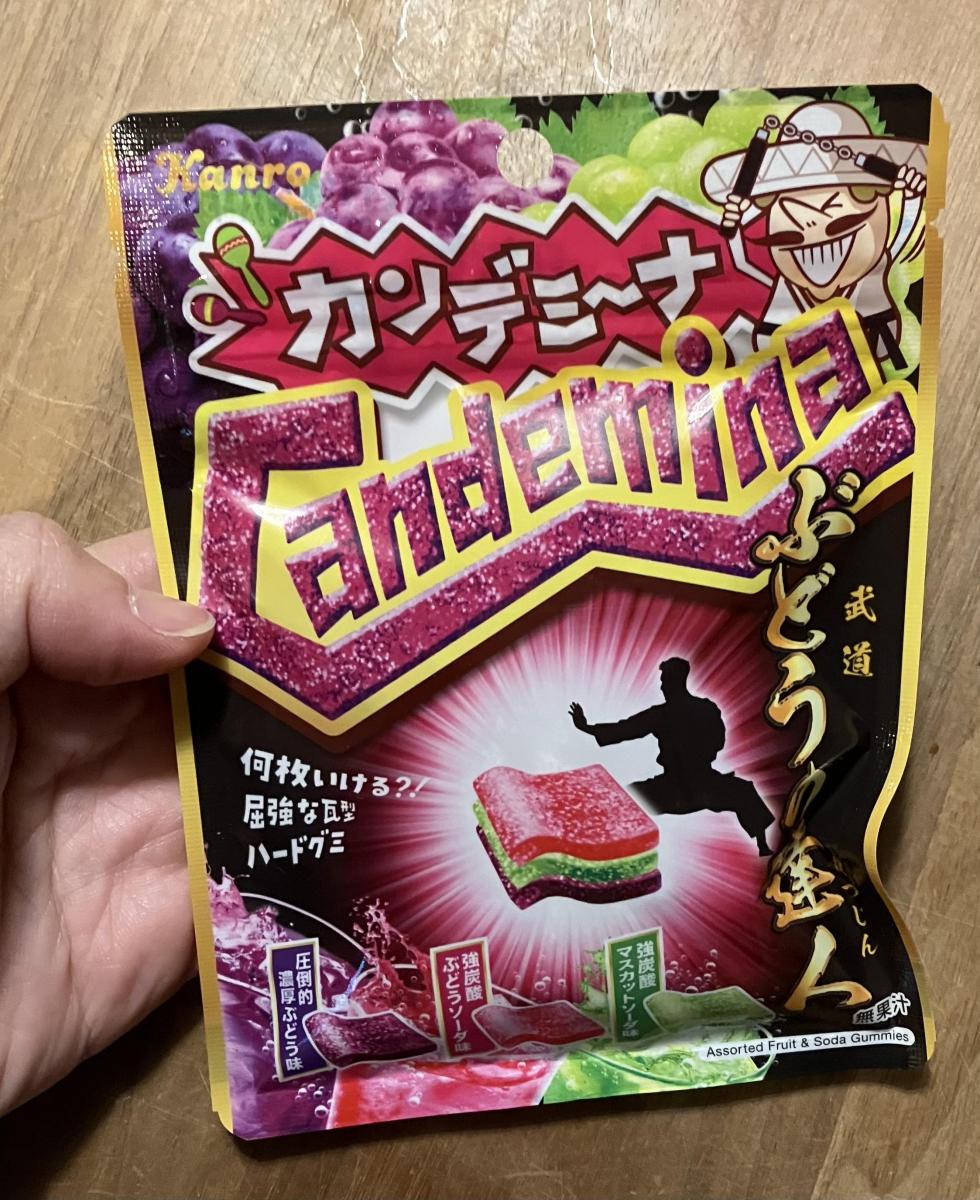 Kanro
カンデミ〜ナ
Candemina
ぶどうの達人
武道
じん
何枚いける?!
屈強な瓦型
ハードグミ
圧倒的
濃厚ぶどう味
強炭酸
ぶどうソーダ味
強炭酸
マスカットソーダ味
無果汁
Assorted Fruit & Soda Gummies